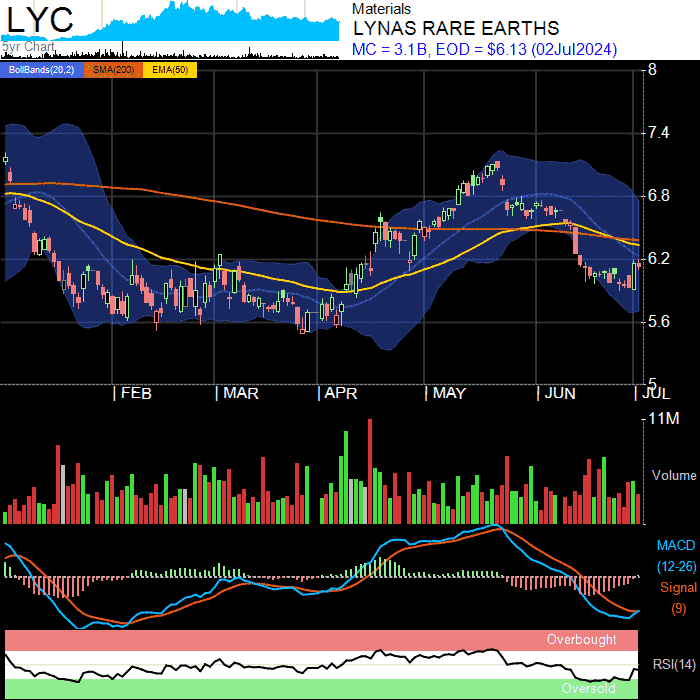 LYC
5yr Chart
Materials
LYNAS RARE EARTHS
MC = 3.1B, EOD = $6.13 (02Jul2024)
BollBands(20,2) SMA(200) EMA(50)
8
7.4
6.8
6.2
5.6
5
FEB MAR APR MAY JUN JUL
11M
Volume
MACD
(12-26)
Signal
(9)
Overbought
RSI(14)
Oversold